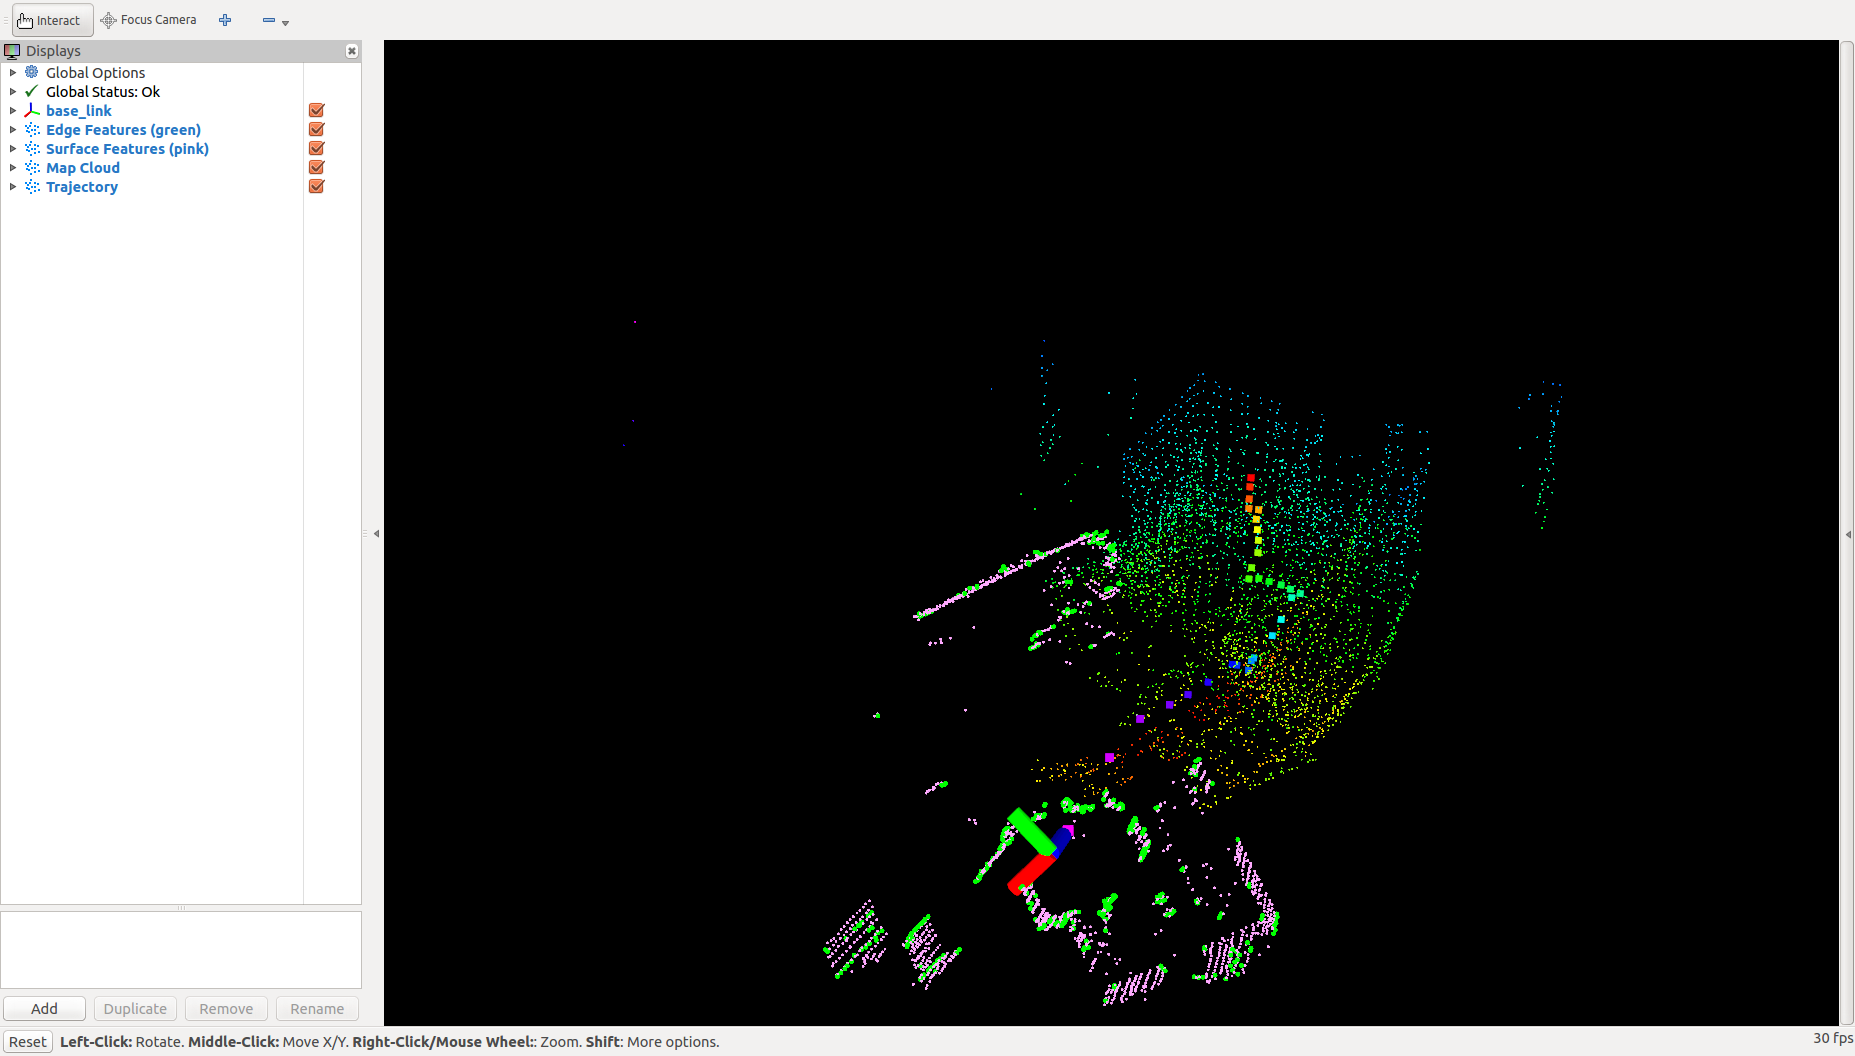 Interact Focus Camera
Displays
Global Options
Global Status: Ok
base_link
Edge Features (green)
Surface Features (pink)
Map Cloud
Trajectory
Add Duplicate Remove Rename
Reset Left-Click: Rotate. Middle-Click: Move X/Y. Right-Click/Mouse Wheel:: Zoom. Shift: More options. 30 fps